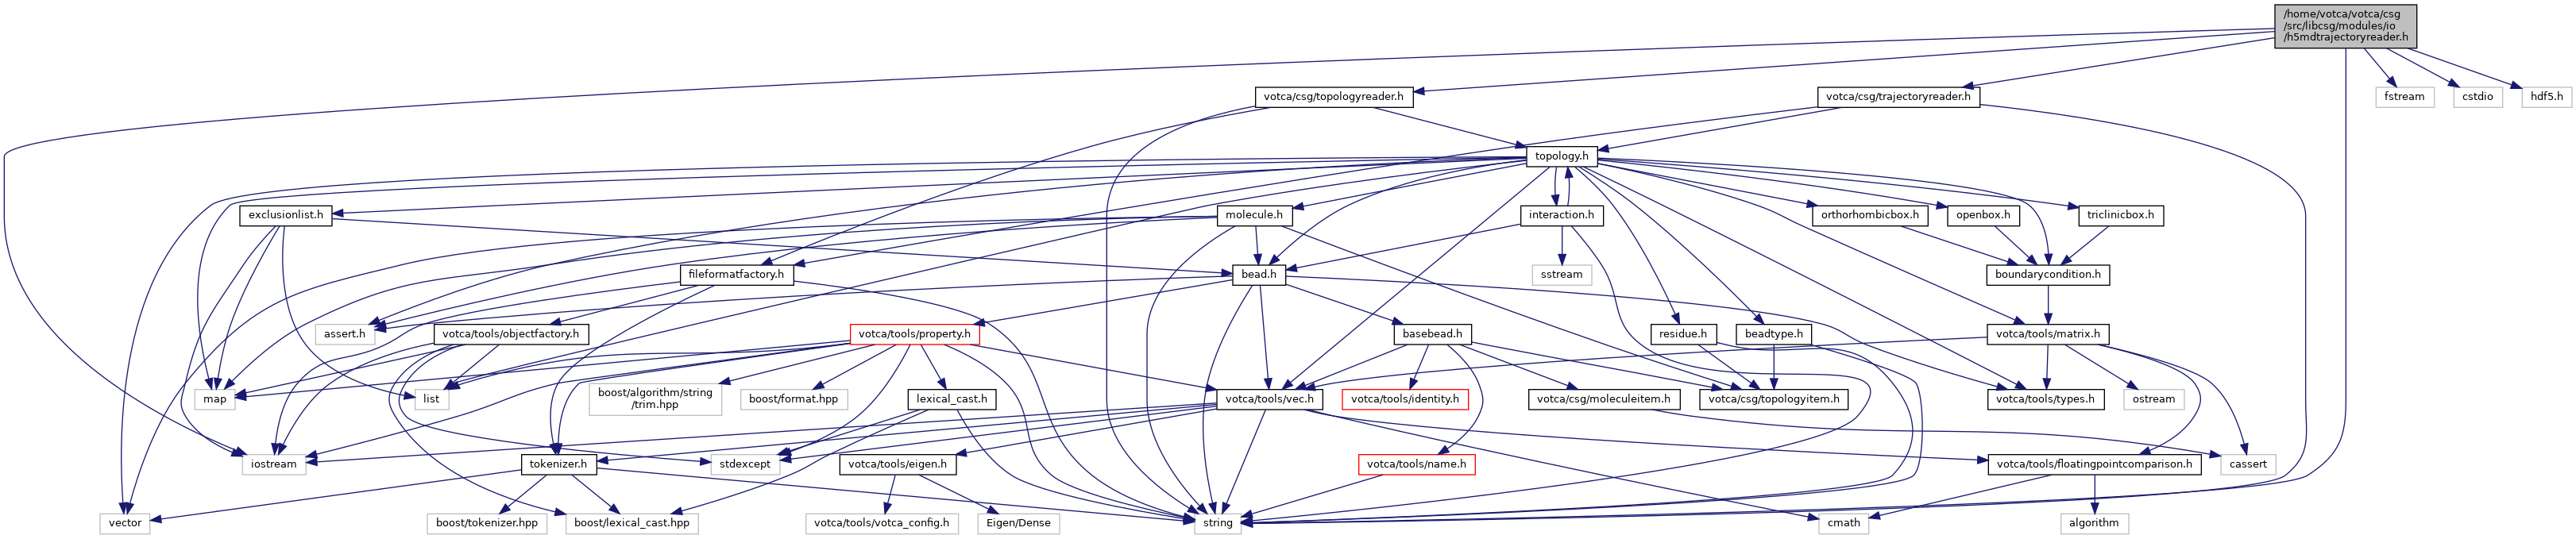 /home/votca/votca/csg
/src/libcsg/modules/io
/h5mdtrajectoryreader.h
votca/csg/topologyreader.h
votca/csg/trajectoryreader.h
fstream
cstdio
hdf5.h
topology.h
exclusionlist.h
molecule.h
interaction.h
orthorhombicbox.h
openbox.h
triclinicbox.h
fileformatfactory.h
bead.h
sstream
boundarycondition.h
assert.h
votca/tools/objectfactory.h
votca/tools/property.h
basebead.h
residue.h
beadtype.h
votca/tools/matrix.h
map
list
boost/algorithm/string
/trim.hpp
boost/format.hpp
lexical_cast.h
votca/tools/vec.h
votca/tools/identity.h
votca/csg/moleculeitem.h
votca/csg/topologyitem.h
votca/tools/types.h
ostream
iostream
tokenizer.h
stdexcept
votca/tools/eigen.h
votca/tools/name.h
votca/tools/floatingpointcomparison.h
cassert
vector
boost/tokenizer.hpp
boost/lexical_cast.hpp
votca/tools/votca_config.h
Eigen/Dense
string
cmath
algorithm